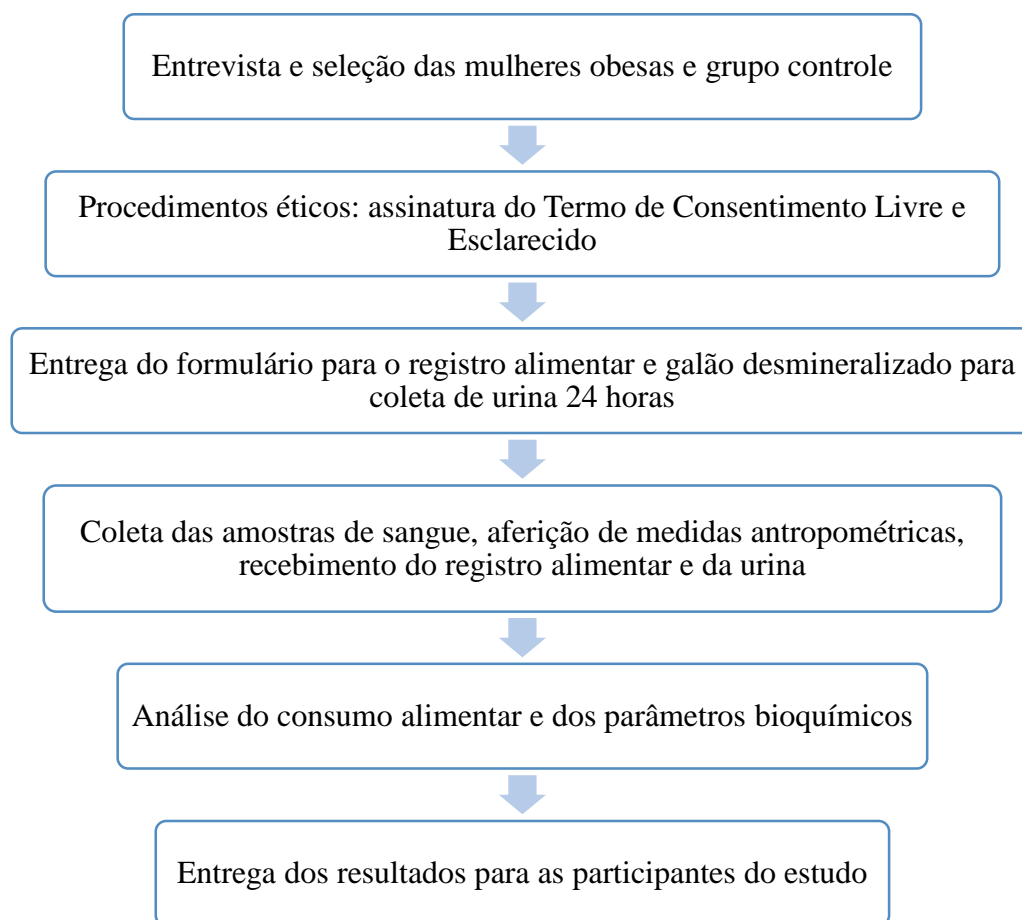 Entrevista e seleção das mulheres obesas e grupo controle
Procedimentos éticos: assinatura do Termo de Consentimento Livre e
Esclarecido
Entrega do formulário para o registro alimentar e galão desmineralizado para
coleta de urina 24 horas
Coleta das amostras de sangue, aferição de medidas antropométricas,
recebimento do registro alimentar e da urina
Análise do consumo alimentar e dos parâmetros bioquímicos
Entrega dos resultados para as participantes do estudo